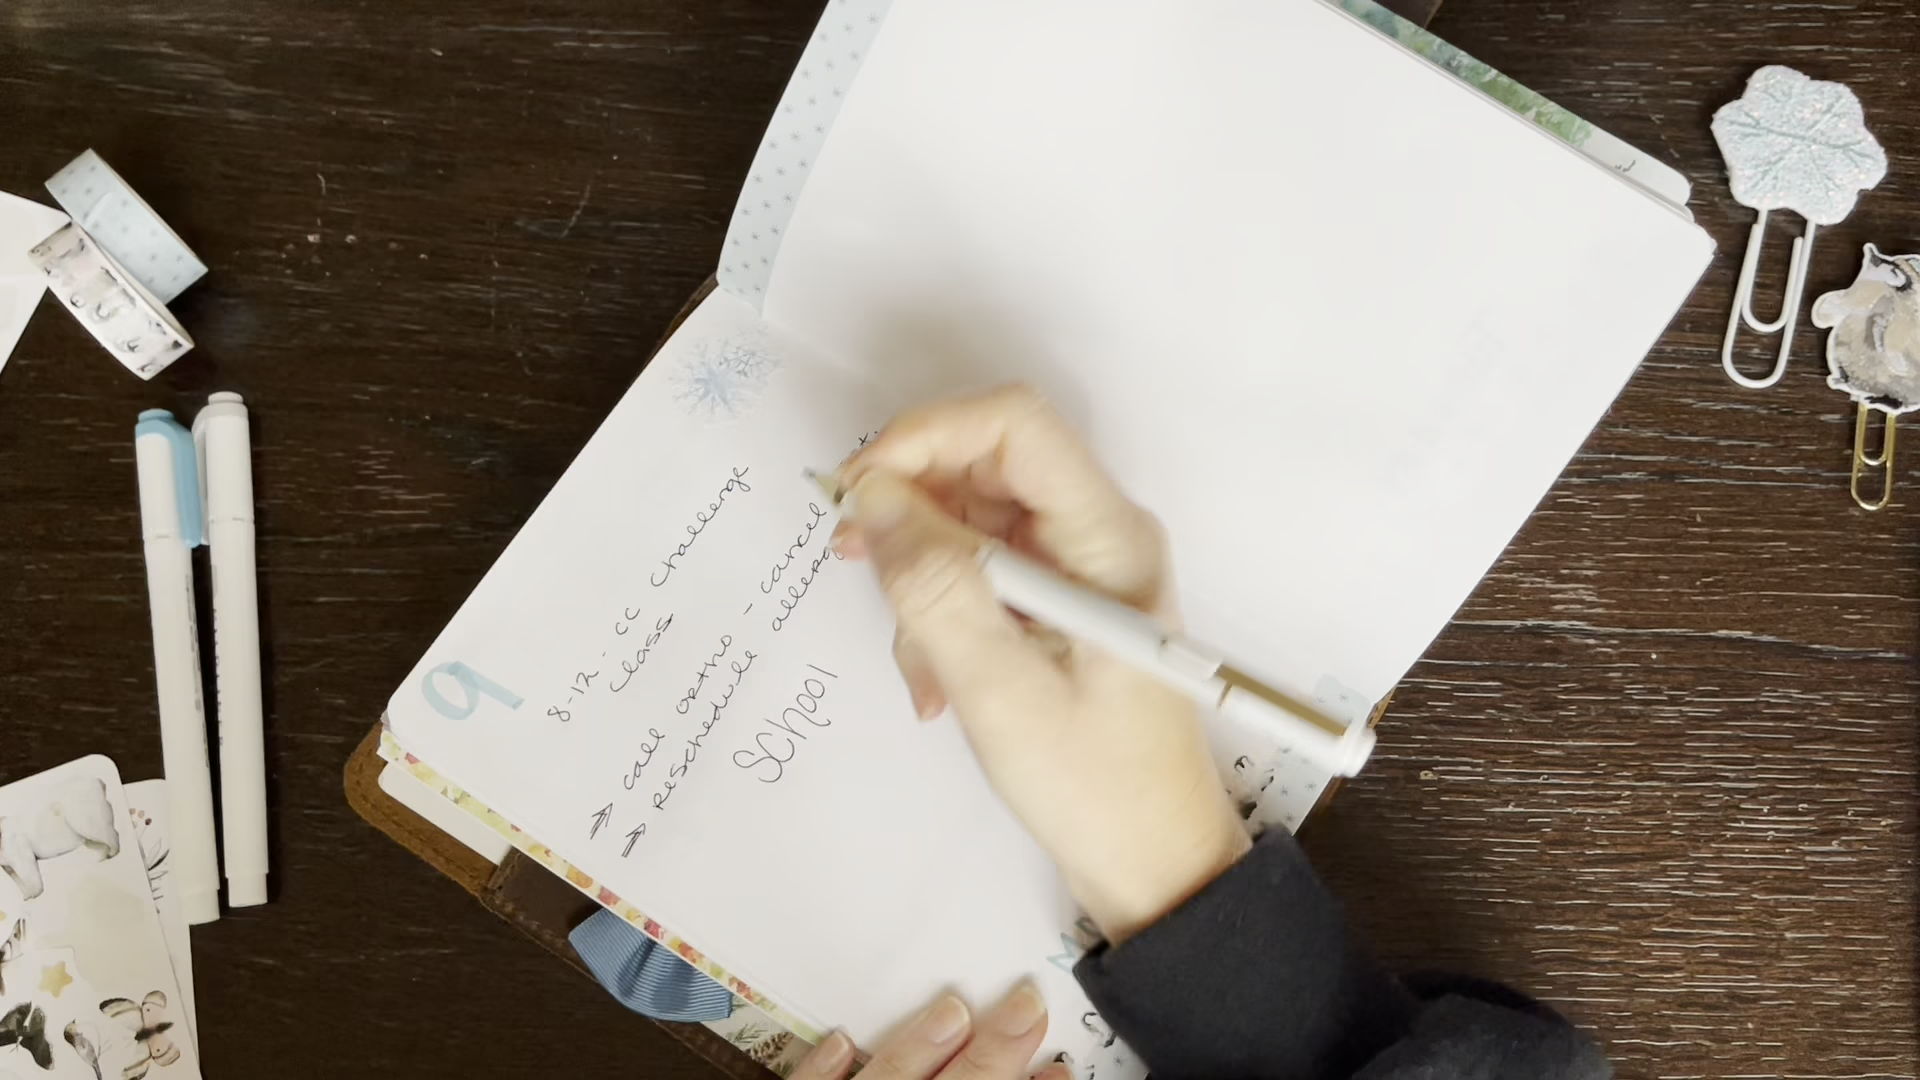 9
8-12 - CC Challenge
Class
call ortho - cancel
reschedule
School